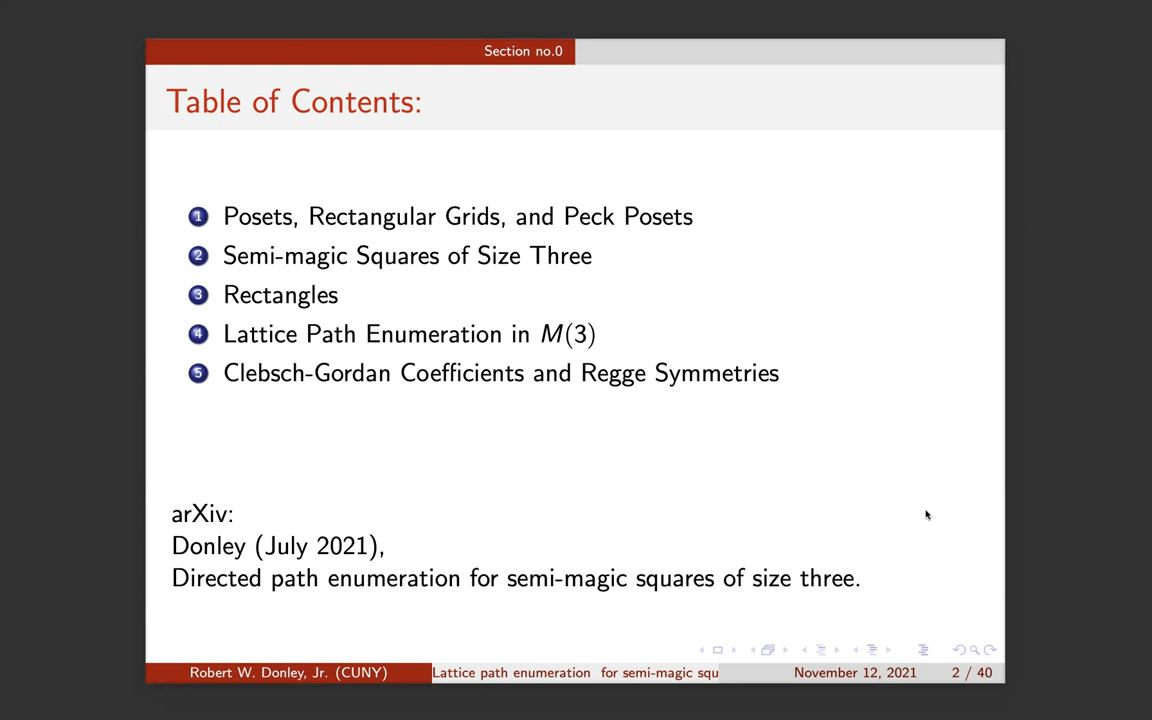 Section no.0
Table of Contents:
1 Posets, Rectangular Grids, and Peck Posets
2 Semi-magic Squares of Size Three
3 Rectangles
4 Lattice Path Enumeration in M(3)
5 Clebsch-Gordan Coefficients and Regge Symmetries
arXiv:
Donley (July 2021),
Directed path enumeration for semi-magic squares of size three.
Robert W. Donley, Jr. (CUNY) Lattice path enumeration for semi-magic squ November 12, 2021 2 / 40